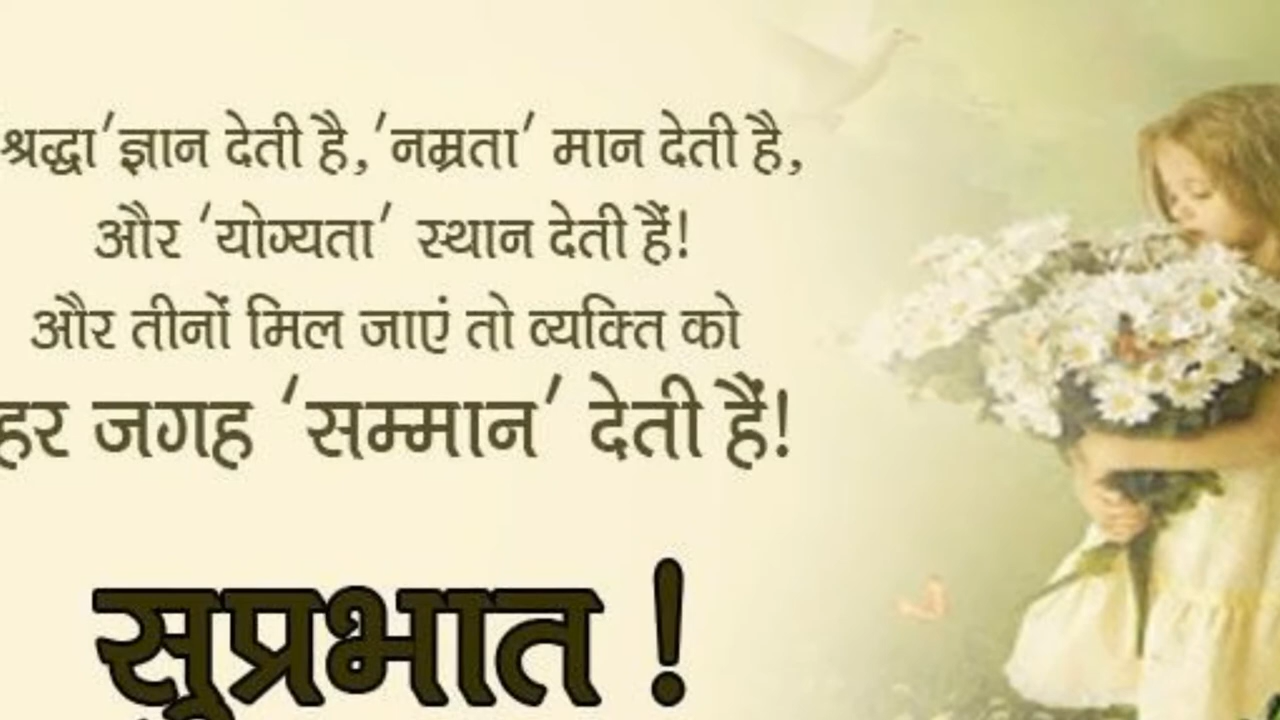 श्रद्धा'ज्ञान देती है,'नम्रता' मान देती है,
और 'योग्यता' स्थान देती हैं!
और तीनों मिल जाएं तो व्यक्ति को
हर जगह 'सम्मान' देती हैं!
सुप्रभात !